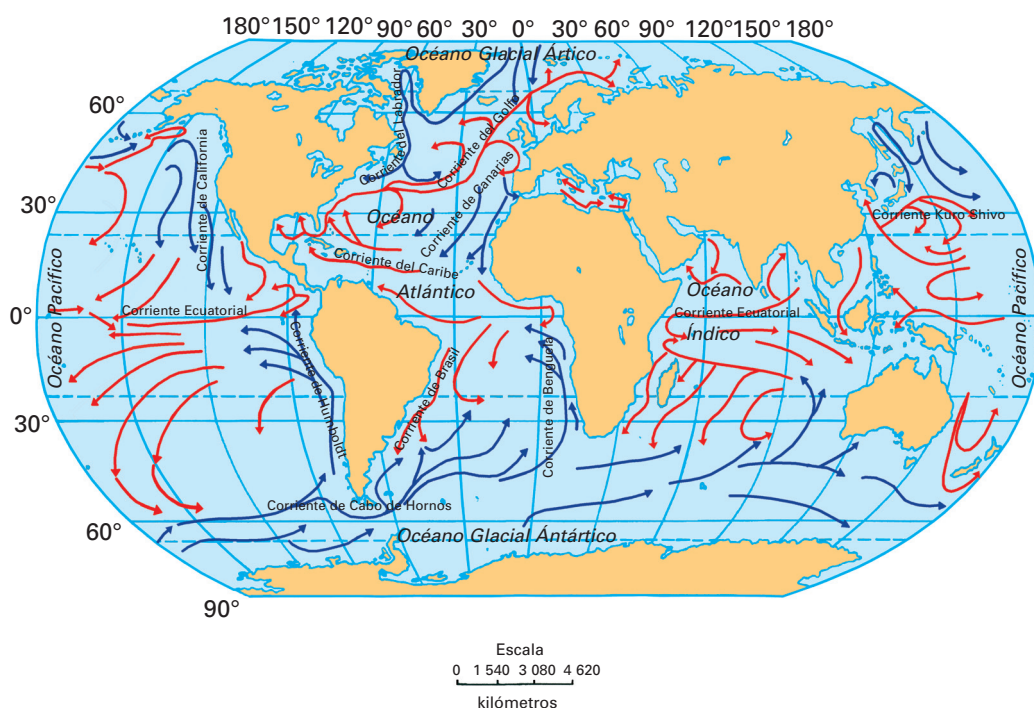 180° 150° 120° 90° 60° 30° 0° 30° 60° 90° 120° 150° 180°
Océano Glacial Ártico
60°
Corriente del Labrador
Corriente del Golfo
Corriente de California
Corriente de Canarias
30°
Océano
Corriente Kuro Shivo
Corriente del Caribe
Atlántico
Océano
Océano Pacífico
Corriente Ecuatorial
Corriente Ecuatorial
Índico
Océano Pacífico
0°
Corriente de Humboldt
Corriente de Brasil
Corriente de Benguela
30°
Corriente de Cabo de Hornos
60°
Océano Glacial Ántártico
90°
Escala
0 1 540 3 080 4 620
kilómetros